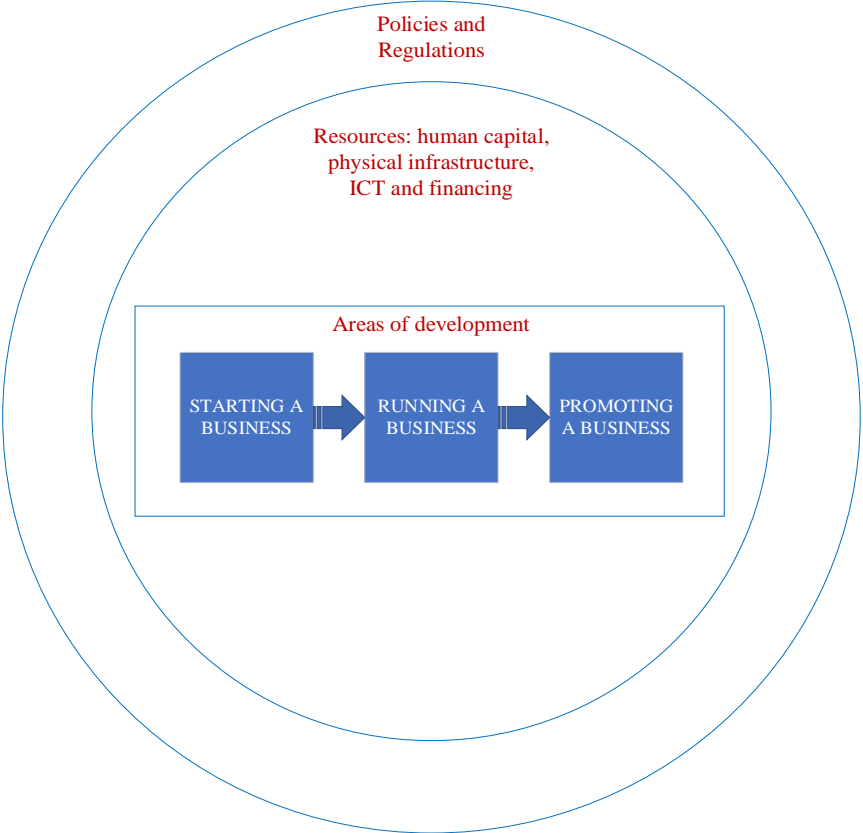 Policies and
Regulations
Resources: human capital,
physical infrastructure,
ICT and financing
Areas of development
STARTING A
BUSINESS
RUNNING A
BUSINESS
PROMOTING
A BUSINESS